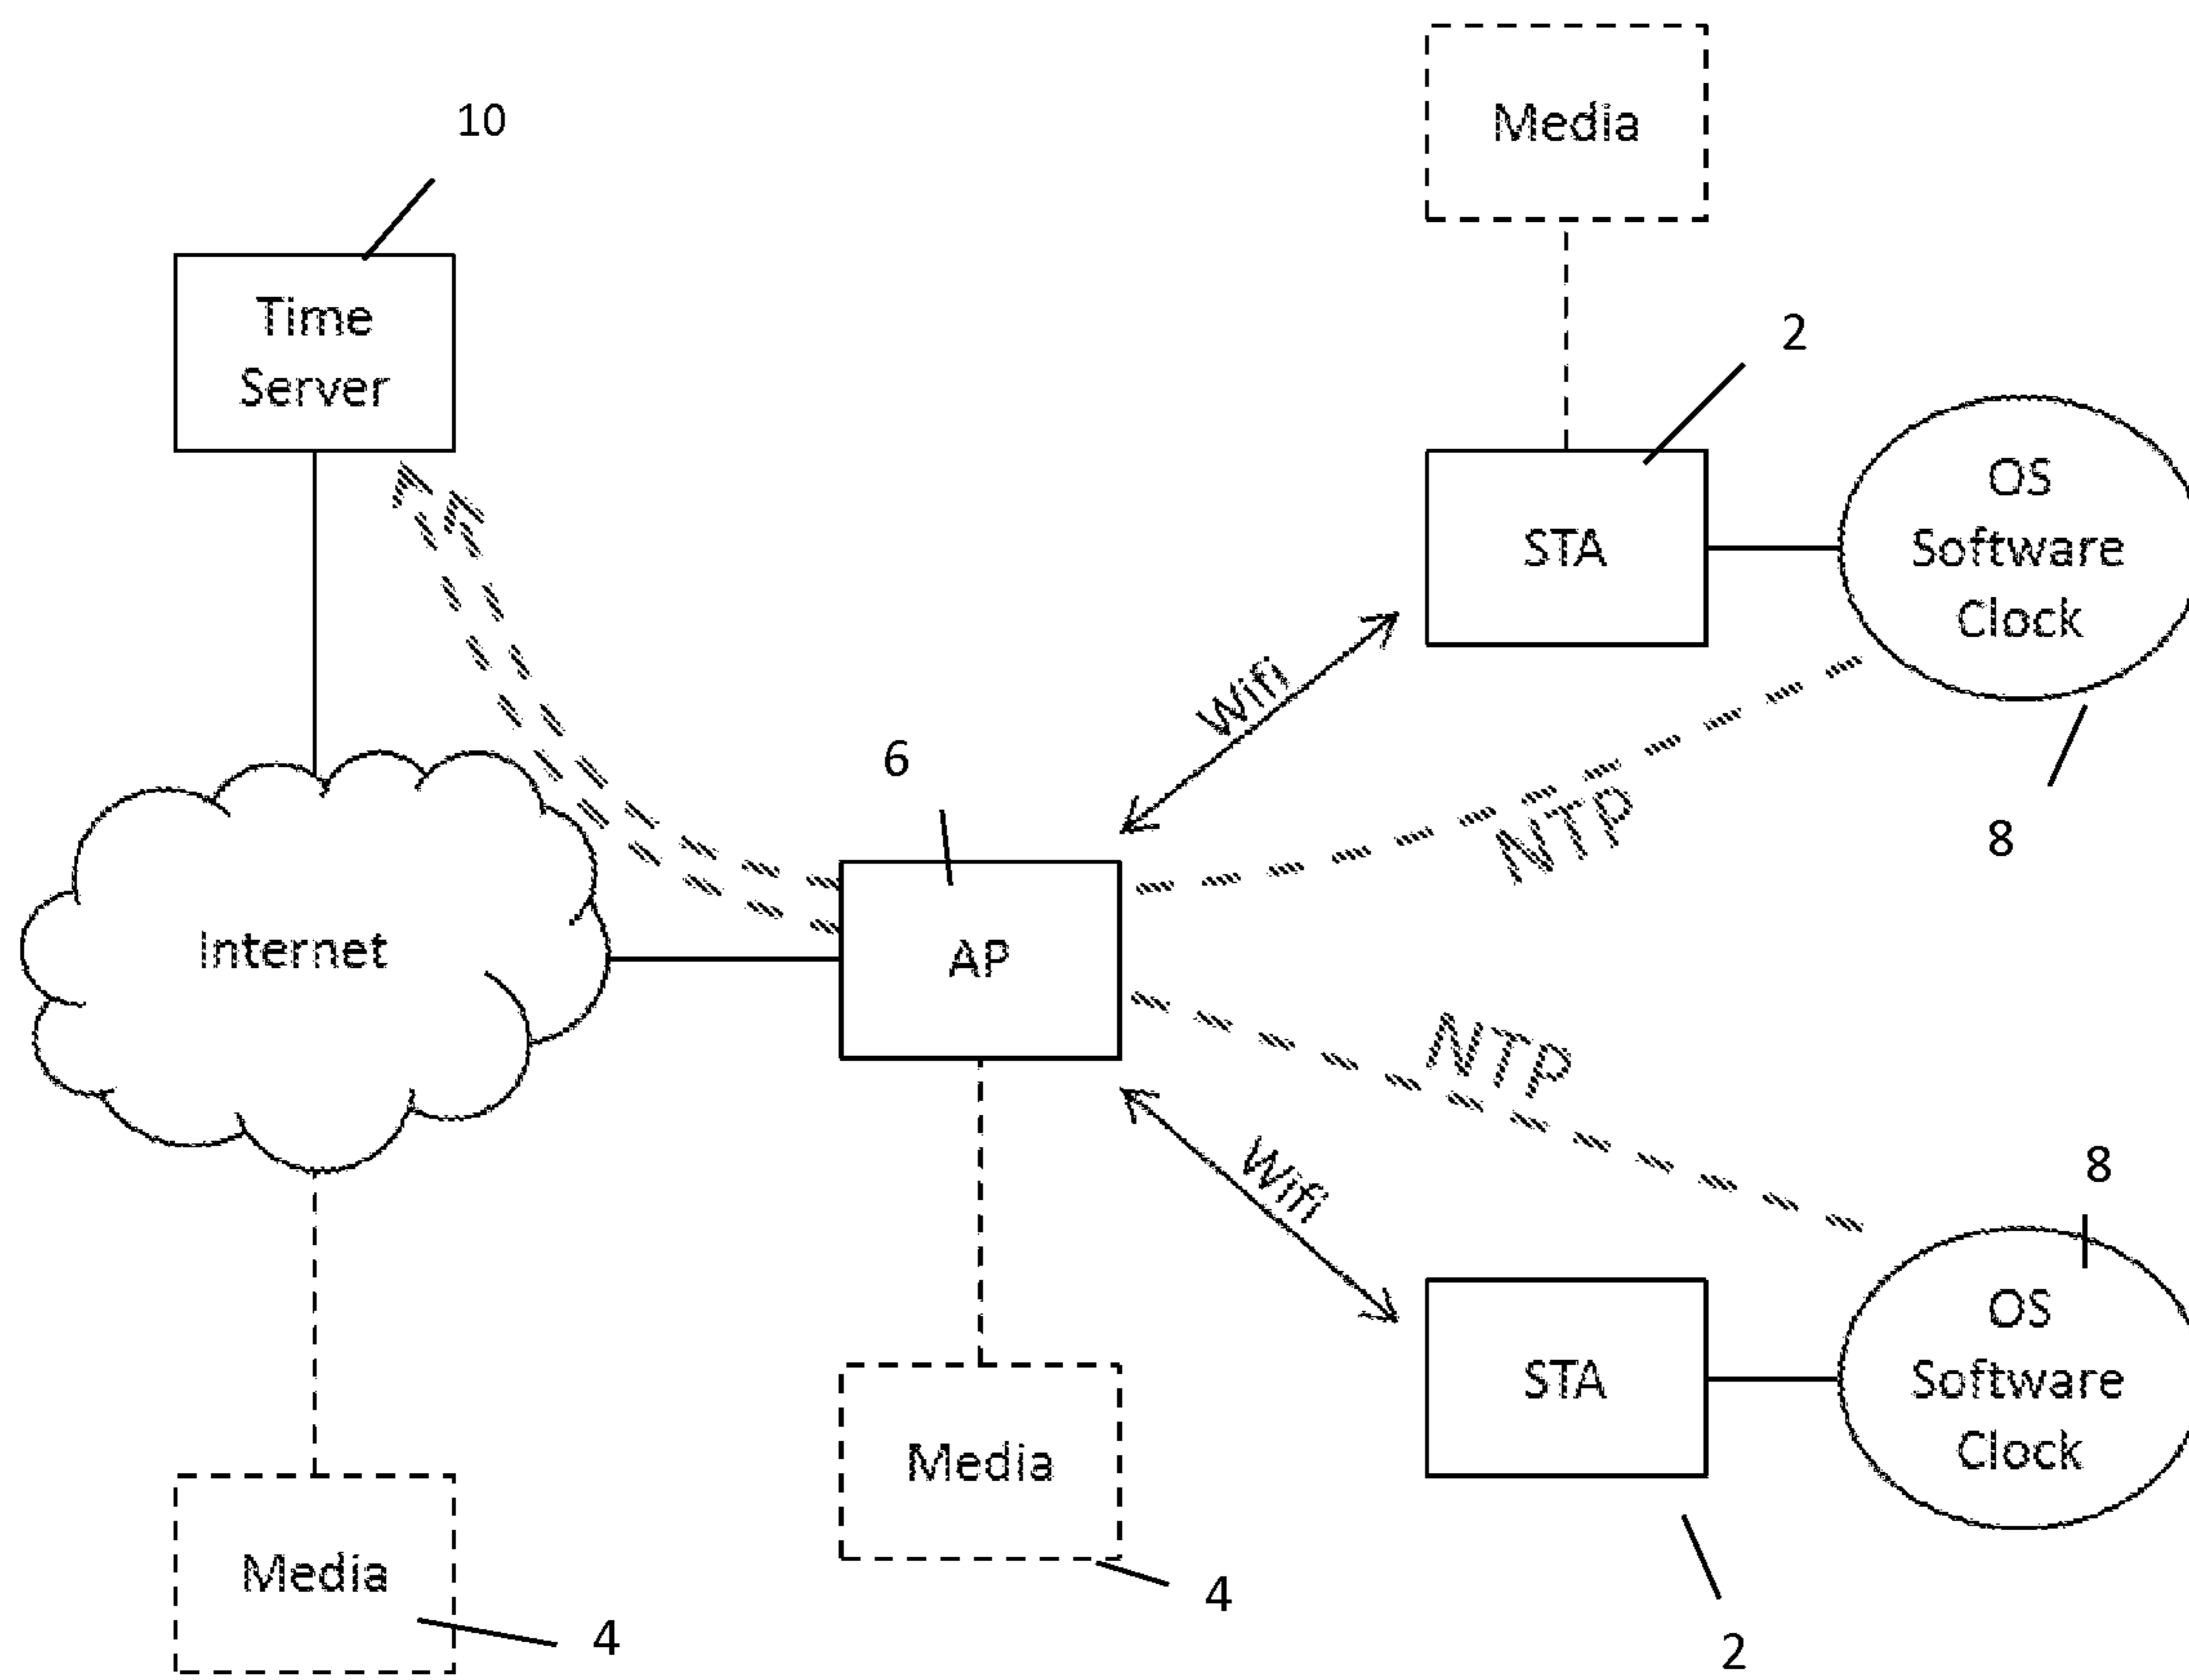 10
Media
Time
Server
2
OS
Software
Clock
STA
Wifi
NTP
6
8
Internet
AP
NTP
Wifi
8
STA
OS
Software
Clock
Media
4
Media
4
2